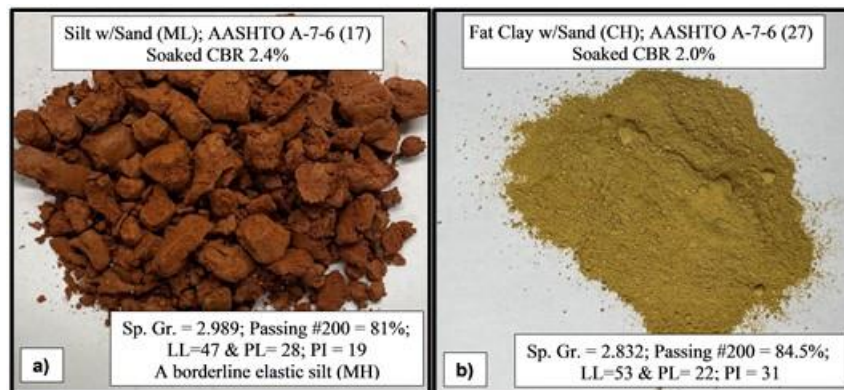 Silt w/Sand (ML); AASHTO A-7-6 (17)
Soaked CBR 2.4%
Sp. Gr. = 2.989; Passing #200 = 81%;
LL=47 & PL= 28; PI = 19
A borderline elastic silt (MH)
a)
Fat Clay w/Sand (CH); AASHTO A-7-6 (27)
Soaked CBR 2.0%
Sp. Gr. = 2.832; Passing #200 = 84.5%;
LL=53 & PL= 22; PI = 31
b)